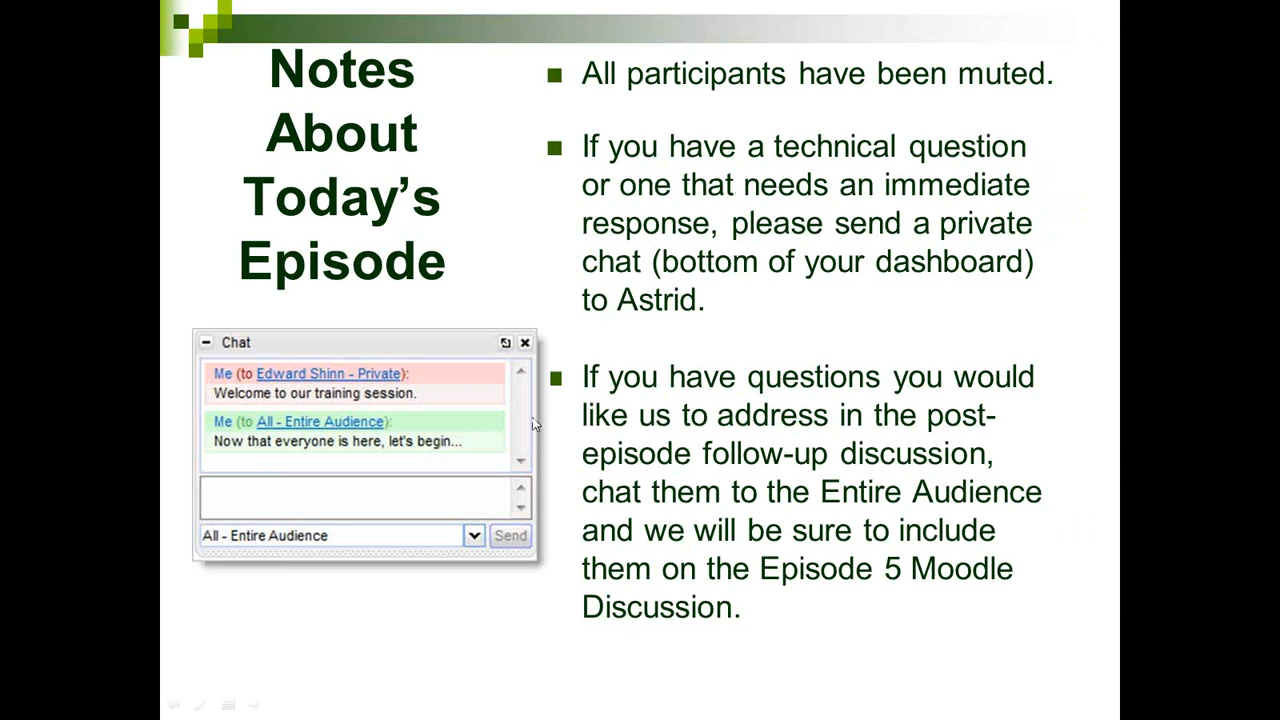 Notes
About
Today’s
Episode
All participants have been muted.
If you have a technical question
or one that needs an immediate
response, please send a private
chat (bottom of your dashboard)
to Astrid.
If you have questions you would
like us to address in the post-
episode follow-up discussion,
chat them to the Entire Audience
and we will be sure to include
them on the Episode 5 Moodle
Discussion.
Chat
Me (to Edward Shinn - Private):
Welcome to our training session.
Me (to All - Entire Audience):
Now that everyone is here, let's begin...
All - Entire Audience
Send